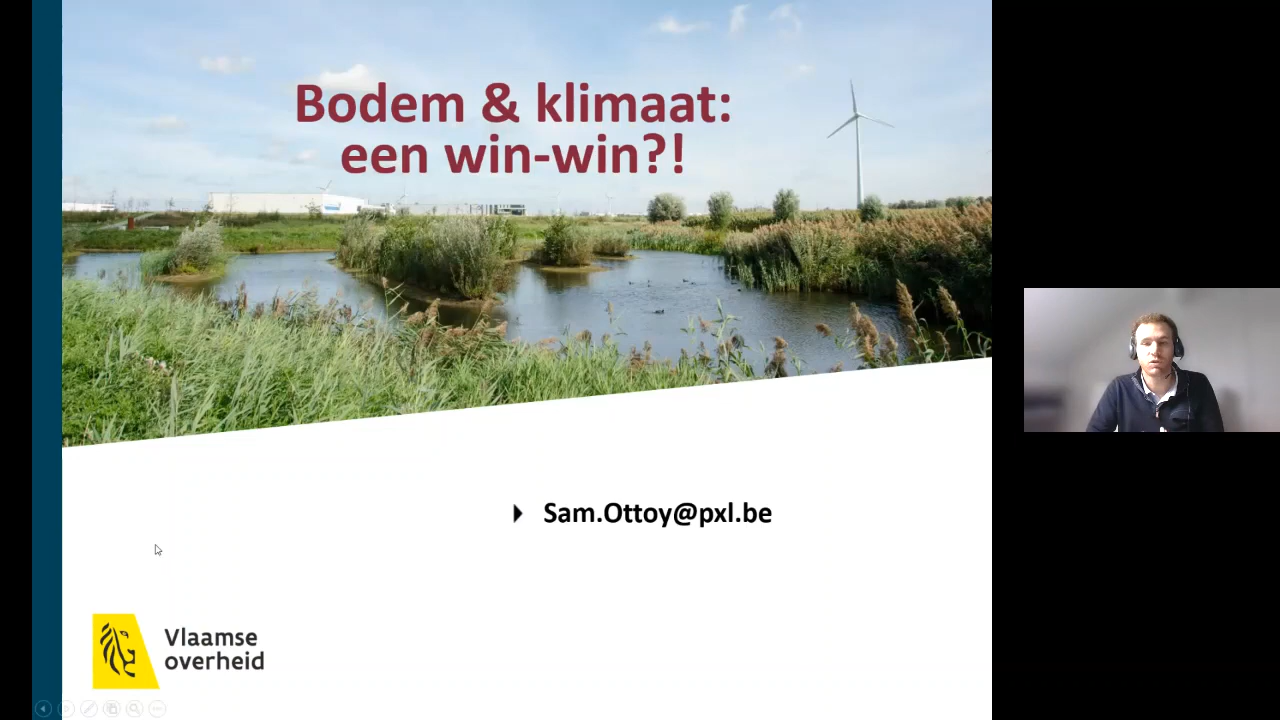 Bodem & klimaat:
een win-win?!
Sam.Ottoy@pxl.be
Vlaamse
overheid